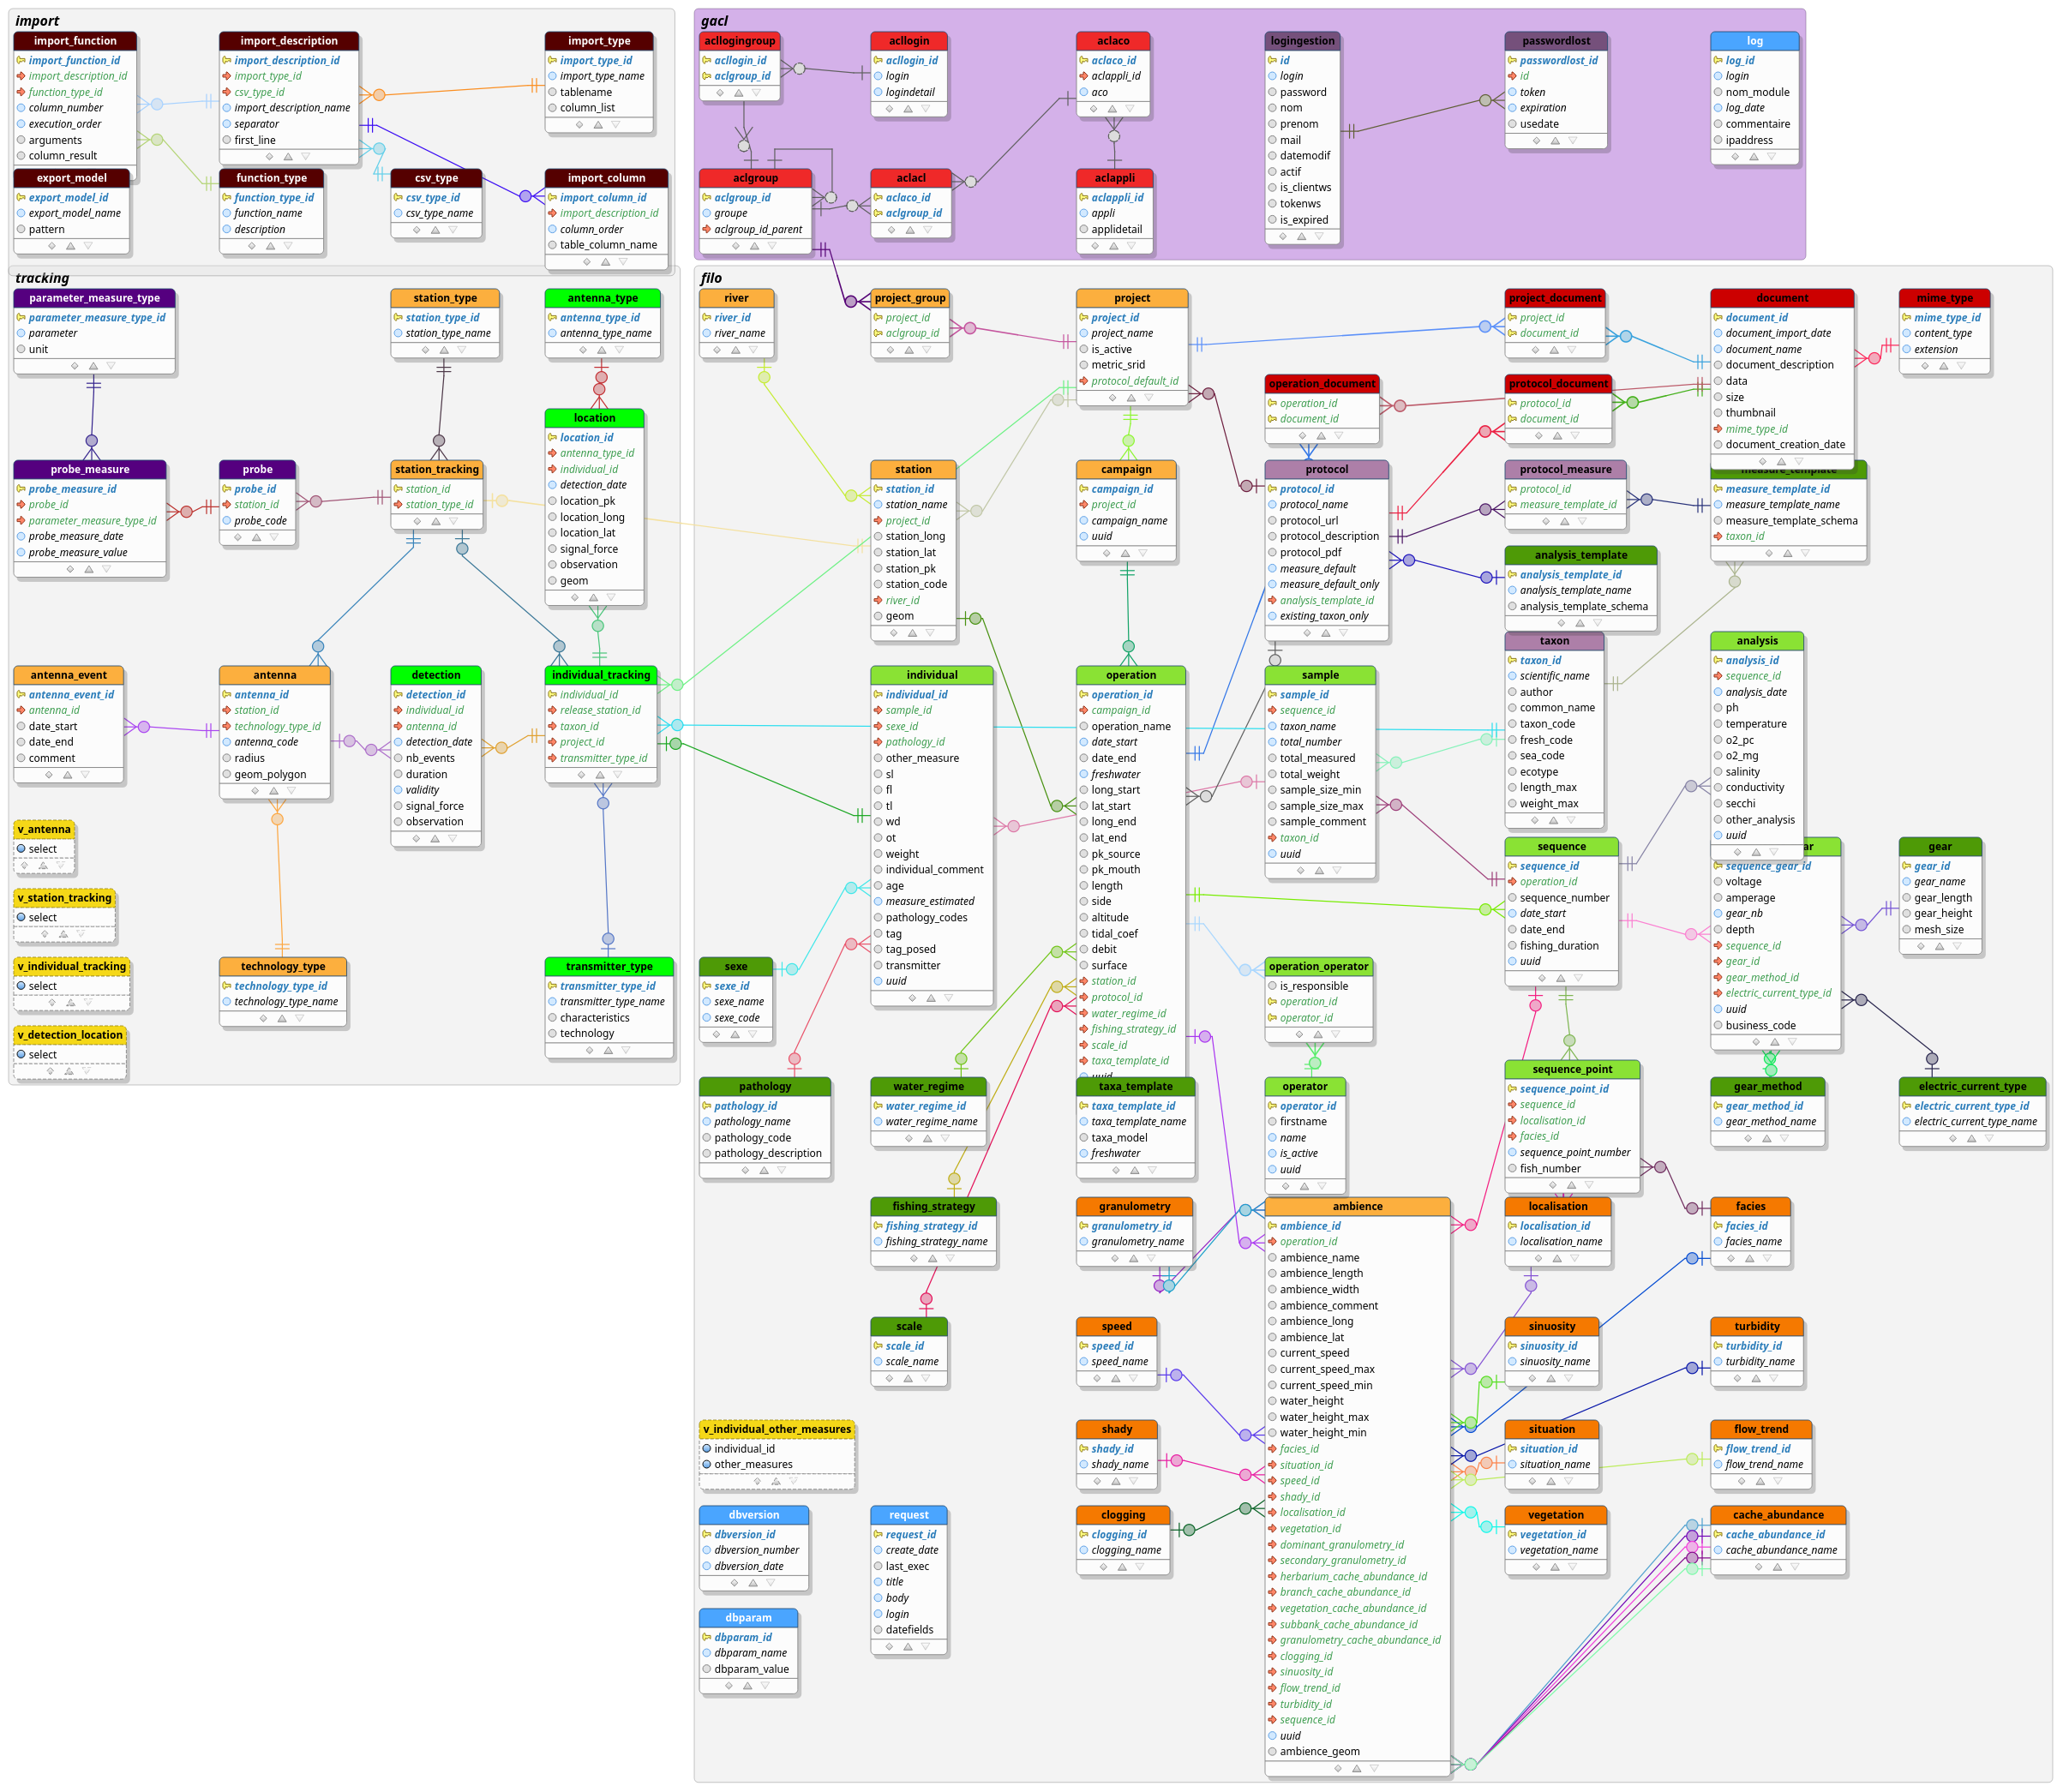 import
import_function
import_function_id
import_description_id
function_type_id
column_number
execution_order
arguments
column_result
import_description
import_description_id
import_type_id
csv_type_id
import_description_name
separator
first_line
import_type
import_type_id
import_type_name
tablename
column_list
export_model
export_model_id
export_model_name
pattern
function_type
function_type_id
function_name
description
csv_type
csv_type_id
csv_type_name
import_column
import_column_id
import_description_id
column_order
table_column_name
gacl
acllogingroup
acllogin_id
aclgroup_id
acllogin
acllogin_id
login
logindetail
aclaco
aclaco_id
aclappli_id
aco
logingestion
id
login
password
nom
prenom
mail
datemodif
actif
is_clientws
tokenws
is_expired
passwordlost
passwordlost_id
id
token
expiration
usedate
log
log_id
login
nom_module
log_date
commentaire
ipaddress
aclgroup
aclgroup_id
groupe
aclgroup_id_parent
aclacl
aclaco_id
aclgroup_id
aclappli
aclappli_id
appli
applidetail
tracking
parameter_measure_type
parameter_measure_type_id
parameter
unit
station_type
station_type_id
station_type_name
antenna_type
antenna_type_id
antenna_type_name
location
location_id
antenna_type_id
individual_id
detection_date
location_pk
location_long
location_lat
signal_force
observation
geom
probe_measure
probe_measure_id
probe_id
parameter_measure_type_id
probe_measure_date
probe_measure_value
probe
probe_id
station_id
probe_code
station_tracking
station_id
station_type_id
antenna_event
antenna_event_id
antenna_id
date_start
date_end
comment
antenna
antenna_id
station_id
technology_type_id
antenna_code
radius
geom_polygon
detection
detection_id
individual_id
antenna_id
detection_date
nb_events
duration
validity
signal_force
observation
individual_tracking
individual_id
release_station_id
taxon_id
project_id
transmitter_type_id
v_antenna
select
v_station_tracking
select
v_individual_tracking
select
v_detection_location
select
technology_type
technology_type_id
technology_type_name
transmitter_type
transmitter_type_id
transmitter_type_name
characteristics
technology
filo
river
river_id
river_name
project_group
project_id
aclgroup_id
project
project_id
project_name
is_active
metric_srid
protocol_default_id
project_document
project_id
document_id
document
document_id
document_import_date
document_name
document_description
data
size
thumbnail
mime_type_id
document_creation_date
mime_type
mime_type_id
content_type
extension
operation_document
operation_id
document_id
protocol_document
protocol_id
document_id
station
station_id
station_name
project_id
station_long
station_lat
station_pk
station_code
river_id
geom
campaign
campaign_id
project_id
campaign_name
uuid
protocol
protocol_id
protocol_name
protocol_url
protocol_description
protocol_pdf
measure_default
measure_default_only
analysis_template_id
existing_taxon_only
protocol_measure
protocol_id
measure_template_id
measure_template
measure_template_id
measure_template_name
measure_template_schema
taxon_id
analysis_template
analysis_template_id
analysis_template_name
analysis_template_schema
taxon
taxon_id
scientific_name
author
common_name
taxon_code
fresh_code
sea_code
ecotype
length_max
weight_max
analysis
analysis_id
sequence_id
analysis_date
ph
temperature
o2_pc
o2_mg
salinity
conductivity
secchi
other_analysis
uuid
individual
individual_id
sample_id
sexe_id
pathology_id
other_measure
sl
fl
tl
wd
ot
weight
individual_comment
age
measure_estimated
pathology_codes
tag
tag_posed
transmitter
uuid
operation
operation_id
campaign_id
operation_name
date_start
date_end
freshwater
long_start
lat_start
long_end
lat_end
pk_source
pk_mouth
length
side
altitude
tidal_coef
debit
surface
station_id
protocol_id
water_regime_id
fishing_strategy_id
scale_id
taxa_template_id
uuid
sample
sample_id
sequence_id
taxon_name
total_number
total_measured
total_weight
sample_size_min
sample_size_max
sample_comment
taxon_id
uuid
sequence
sequence_id
operation_id
sequence_number
date_start
date_end
fishing_duration
uuid
ar
sequence_gear_id
voltage
amperage
gear_nb
depth
sequence_id
gear_id
gear_method_id
electric_current_type_id
uuid
business_code
gear
gear_id
gear_name
gear_length
gear_height
mesh_size
sexe
sexe_id
sexe_name
sexe_code
operation_operator
is_responsible
operation_id
operator_id
pathology
pathology_id
pathology_name
pathology_code
pathology_description
water_regime
water_regime_id
water_regime_name
taxa_template
taxa_template_id
taxa_template_name
taxa_model
freshwater
operator
operator_id
firstname
name
is_active
uuid
sequence_point
sequence_point_id
sequence_id
localisation_id
facies_id
sequence_point_number
fish_number
gear_method
gear_method_id
gear_method_name
electric_current_type
electric_current_type_id
electric_current_type_name
fishing_strategy
fishing_strategy_id
fishing_strategy_name
granulometry
granulometry_id
granulometry_name
ambience
ambience_id
operation_id
ambience_name
ambience_length
ambience_width
ambience_comment
ambience_long
ambience_lat
current_speed
current_speed_max
current_speed_min
water_height
water_height_max
water_height_min
facies_id
situation_id
speed_id
shady_id
localisation_id
vegetation_id
dominant_granulometry_id
secondary_granulometry_id
herbarium_cache_abundance_id
branch_cache_abundance_id
vegetation_cache_abundance_id
subbank_cache_abundance_id
granulometry_cache_abundance_id
clogging_id
sinuosity_id
flow_trend_id
turbidity_id
sequence_id
uuid
ambience_geom
localisation
localisation_id
localisation_name
facies
facies_id
facies_name
scale
scale_id
scale_name
speed
speed_id
speed_name
sinuosity
sinuosity_id
sinuosity_name
turbidity
turbidity_id
turbidity_name
v_individual_other_measures
individual_id
other_measures
shady
shady_id
shady_name
situation
situation_id
situation_name
flow_trend
flow_trend_id
flow_trend_name
dbversion
dbversion_id
dbversion_number
dbversion_date
request
request_id
create_date
last_exec
title
body
login
datefields
clogging
clogging_id
clogging_name
vegetation
vegetation_id
vegetation_name
cache_abundance
cache_abundance_id
cache_abundance_name
dbparam
dbparam_id
dbparam_name
dbparam_value